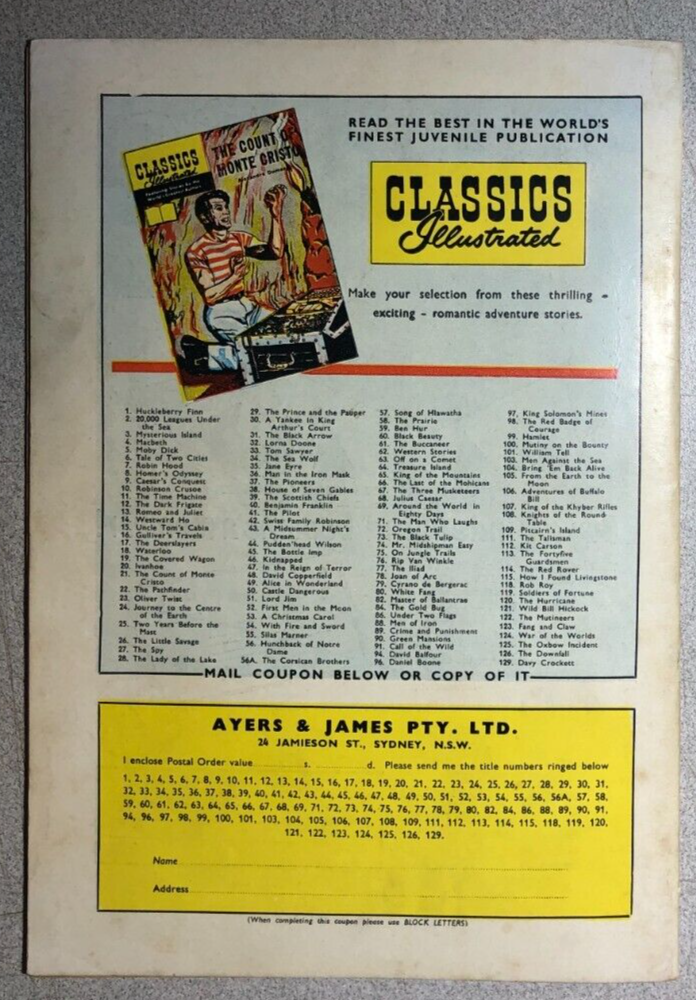 CLASSICS
Illustrated
Featuring Stories by the
World's Greatest Authors
THE COUNT OF
MONTE CRISTO
READ THE BEST IN THE WORLD'S
FINEST JUVENILE PUBLICATION
CLASSICS
Illustrated
Make your selection from these thrilling -
exciting - romantic adventure stories.
1. Huckleberry Finn
2. 20,000 Leagues Under
the Sea
3. Mysterious Island
4. Macbeth
5. Moby Dick
6. Tale of Two Cities
7. Robin Hood
8. Homer's Odyssey
9. Caesar's Conquest
10. Robinson Crusoe
11. The Time Machine
12. The Dark Frigate
13. Romeo and Juliet
14. Westward Ho
15. Uncle Tom's Cabin
16. Gulliver's Travels
17. The Deerslayers
18. Waterloo
19. The Covered Wagon
20. Ivanhoe
21. The Count of Monte
Cristo
22. The Pathfinder
23. Oliver Twist
24. Journey to the Centre
of the Earth
25. Two Years Before the
Mast
26. The Little Savage
27. The Spy
28. The Lady of the Lake
29. The Prince and the Pauper
30. A Yankee in King
Arthur's Court
31. The Black Arrow
32. Lorna Doone
33. Tom Sawyer
34. The Sea Wolf
35. Jane Eyre
36. Man in the Iron Mask
37. The Pioneers
38. House of Seven Gables
39. The Scottish Chiefs
40. Benjamin Franklin
41. The Pilot
42. Swiss Family Robinson
43. A Midsummer Night's
Dream
44. Pudden'head Wilson
45. The Bottle Imp
46. Kidnapped
47. In the Reign of Terror
48. David Copperfield
49. Alice in Wonderland
50. Castle Dangerous
51. Lord Jim
52. First Men in the Moon
53. A Christmas Carol
54. With Fire and Sword
55. Silas Marner
56. Hunchback of Notre
Dame
56A. The Corsican Brothers
57. Song of Hiawatha
58. The Prairie
59. Ben Hur
60. Black Beauty
61. The Buccaneer
62. Western Stories
63. Off on a Comet
64. Treasure Island
65. King of the Mountains
66. The Last of the Mohicans
67. The Three Musketeers
68. Julius Caesar
69. Around the World in
Eighty Days
71. The Man Who Laughs
72. Oregon Trail
73. The Black Tulip
74. Mr. Midshipman Easy
75. On Jungle Trails
76. Rip Van Winkle
77. The Iliad
78. Joan of Arc
79. Cyrano de Bergerac
80. White Fang
82. Master of Ballantrae
84. The Gold Bug
86. Under Two Flags
88. Men of Iron
89. Crime and Punishment
90. Green Mansions
91. Call of the Wild
94. David Balfour
96. Daniel Boone
97. King Solomon's Mines
98. The Red Badge of
Courage
99. Hamlet
100. Mutiny on the Bounty
101. William Tell
103. Men Against the Sea
104. Bring 'Em Back Alive
105. From the Earth to the
Moon
106. Adventures of Buffalo
Bill
107. King of the Khyber Rifles
108. Knights of the Round-
Table
109. Pitcairn's Island
111. The Talisman
112. Kit Carson
113. The Fortyfive
Guardsmen
114. The Red Rover
115. How I Found Livingstone
118. Rob Roy
119. Soldiers of Fortune
120. The Hurricane
121. Wild Bill Hickock
122. The Mutineers
123. Fang and Claw
124. War of the Worlds
125. The Oxbow Incident
126. The Downfall
129. Davy Crockett
MAIL COUPON BELOW OR COPY OF IT
AYERS & JAMES PTY. LTD.
24 JAMIESON ST., SYDNEY, N.S.W.
I enclose Postal Order value s. d. Please send me the title numbers ringed below
1, 2, 3, 4, 5, 6, 7, 8, 9, 10, 11, 12, 13, 14, 15, 16, 17, 18, 19, 20, 21, 22, 23, 24, 25, 26, 27, 28, 29, 30, 31,
32, 33, 34, 35, 36, 37, 38, 39, 40, 41, 42, 43, 44, 45, 46, 47, 48, 49, 50, 51, 52, 53, 54, 55, 56, 56A, 57, 58,
59, 60, 61, 62, 63, 64, 65, 66, 67, 68, 69, 71, 72, 73, 74, 75, 76, 77, 78, 79, 80, 82, 84, 86, 88, 89, 90, 91,
94, 96, 97, 98, 99, 100, 101, 103, 104, 105, 106, 107, 108, 109, 111, 112, 113, 114, 115, 118, 119, 120,
121, 122, 123, 124, 125, 126, 129.
Name
Address
(When completing this coupon please use BLOCK LETTERS)